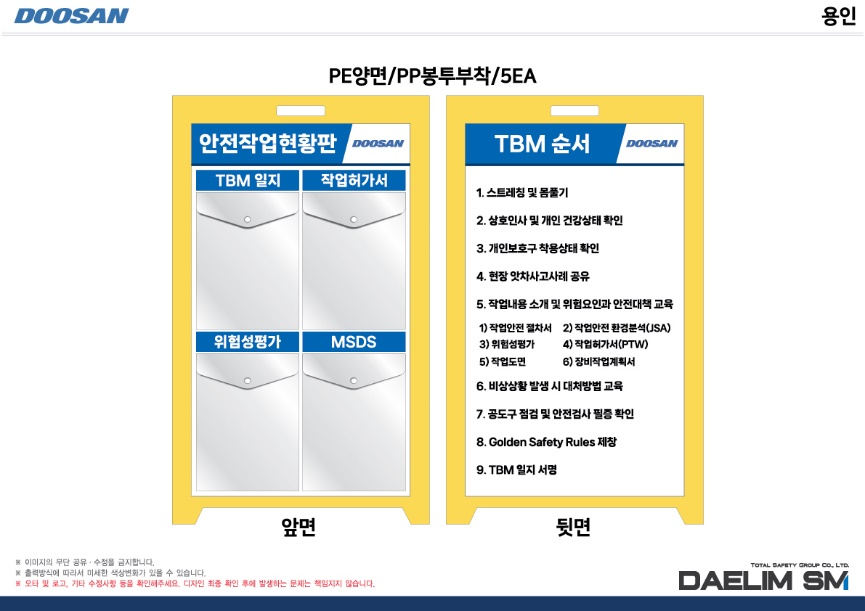 DOOSAN
용인
PE양면/PP봉투부착/5EA
안전작업현황판 DOOSAN
TBM 일지 작업허가서
위험성평가 MSDS
앞면
TBM 순서 DOOSAN
1. 스트레칭 및 몸풀기
2. 상호인사 및 개인 건강상태 확인
3. 개인보호구 착용상태 확인
4. 현장 앗차사고사례 공유
5. 작업내용 소개 및 위험요인과 안전대책 교육
1) 작업안전 절차서 2) 작업안전 환경분석(JSA)
3) 위험성평가 4) 작업허가서(PTW)
5) 작업도면 6) 장비작업계획서
6. 비상상황 발생 시 대처방법 교육
7. 공도구 점검 및 안전검사 필증 확인
8. Golden Safety Rules 제창
9. TBM 일지 서명
뒷면
※ 이미지의 무단 공유 · 수정을 금지합니다.
※ 출력방식에 따라서 미세한 색상변화가 있을 수 있습니다.
※ 오타 및 로고, 기타 수정사항 등을 확인해주세요. 디자인 최종 확인 후에 발생하는 문제는 책임지지 않습니다.
TOTAL SAFETY GROUP CO., LTD.
DAELIM SM